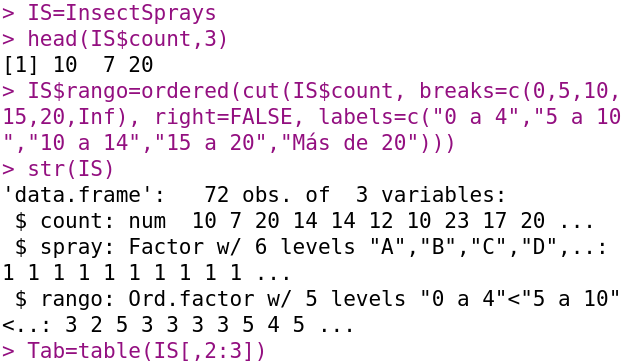 > IS=InsectSprays
> head(IS$count,3)
[1] 10  7 20
> IS$rango=ordered(cut(IS$count, breaks=c(0,5,10,
15,20,Inf), right=FALSE, labels=c("0 a 4","5 a 10
","10 a 14","15 a 20","Más de 20")))
> str(IS)
'data.frame':   72 obs. of  3 variables:
 $ count: num  10 7 20 14 14 12 10 23 17 20 ...
 $ spray: Factor w/ 6 levels "A","B","C","D",..:
1 1 1 1 1 1 1 1 1 1 ...
 $ rango: Ord.factor w/ 5 levels "0 a 4"<"5 a 10"
<..: 3 2 5 3 3 3 3 5 4 5 ...
> Tab=table(IS[,2:3])